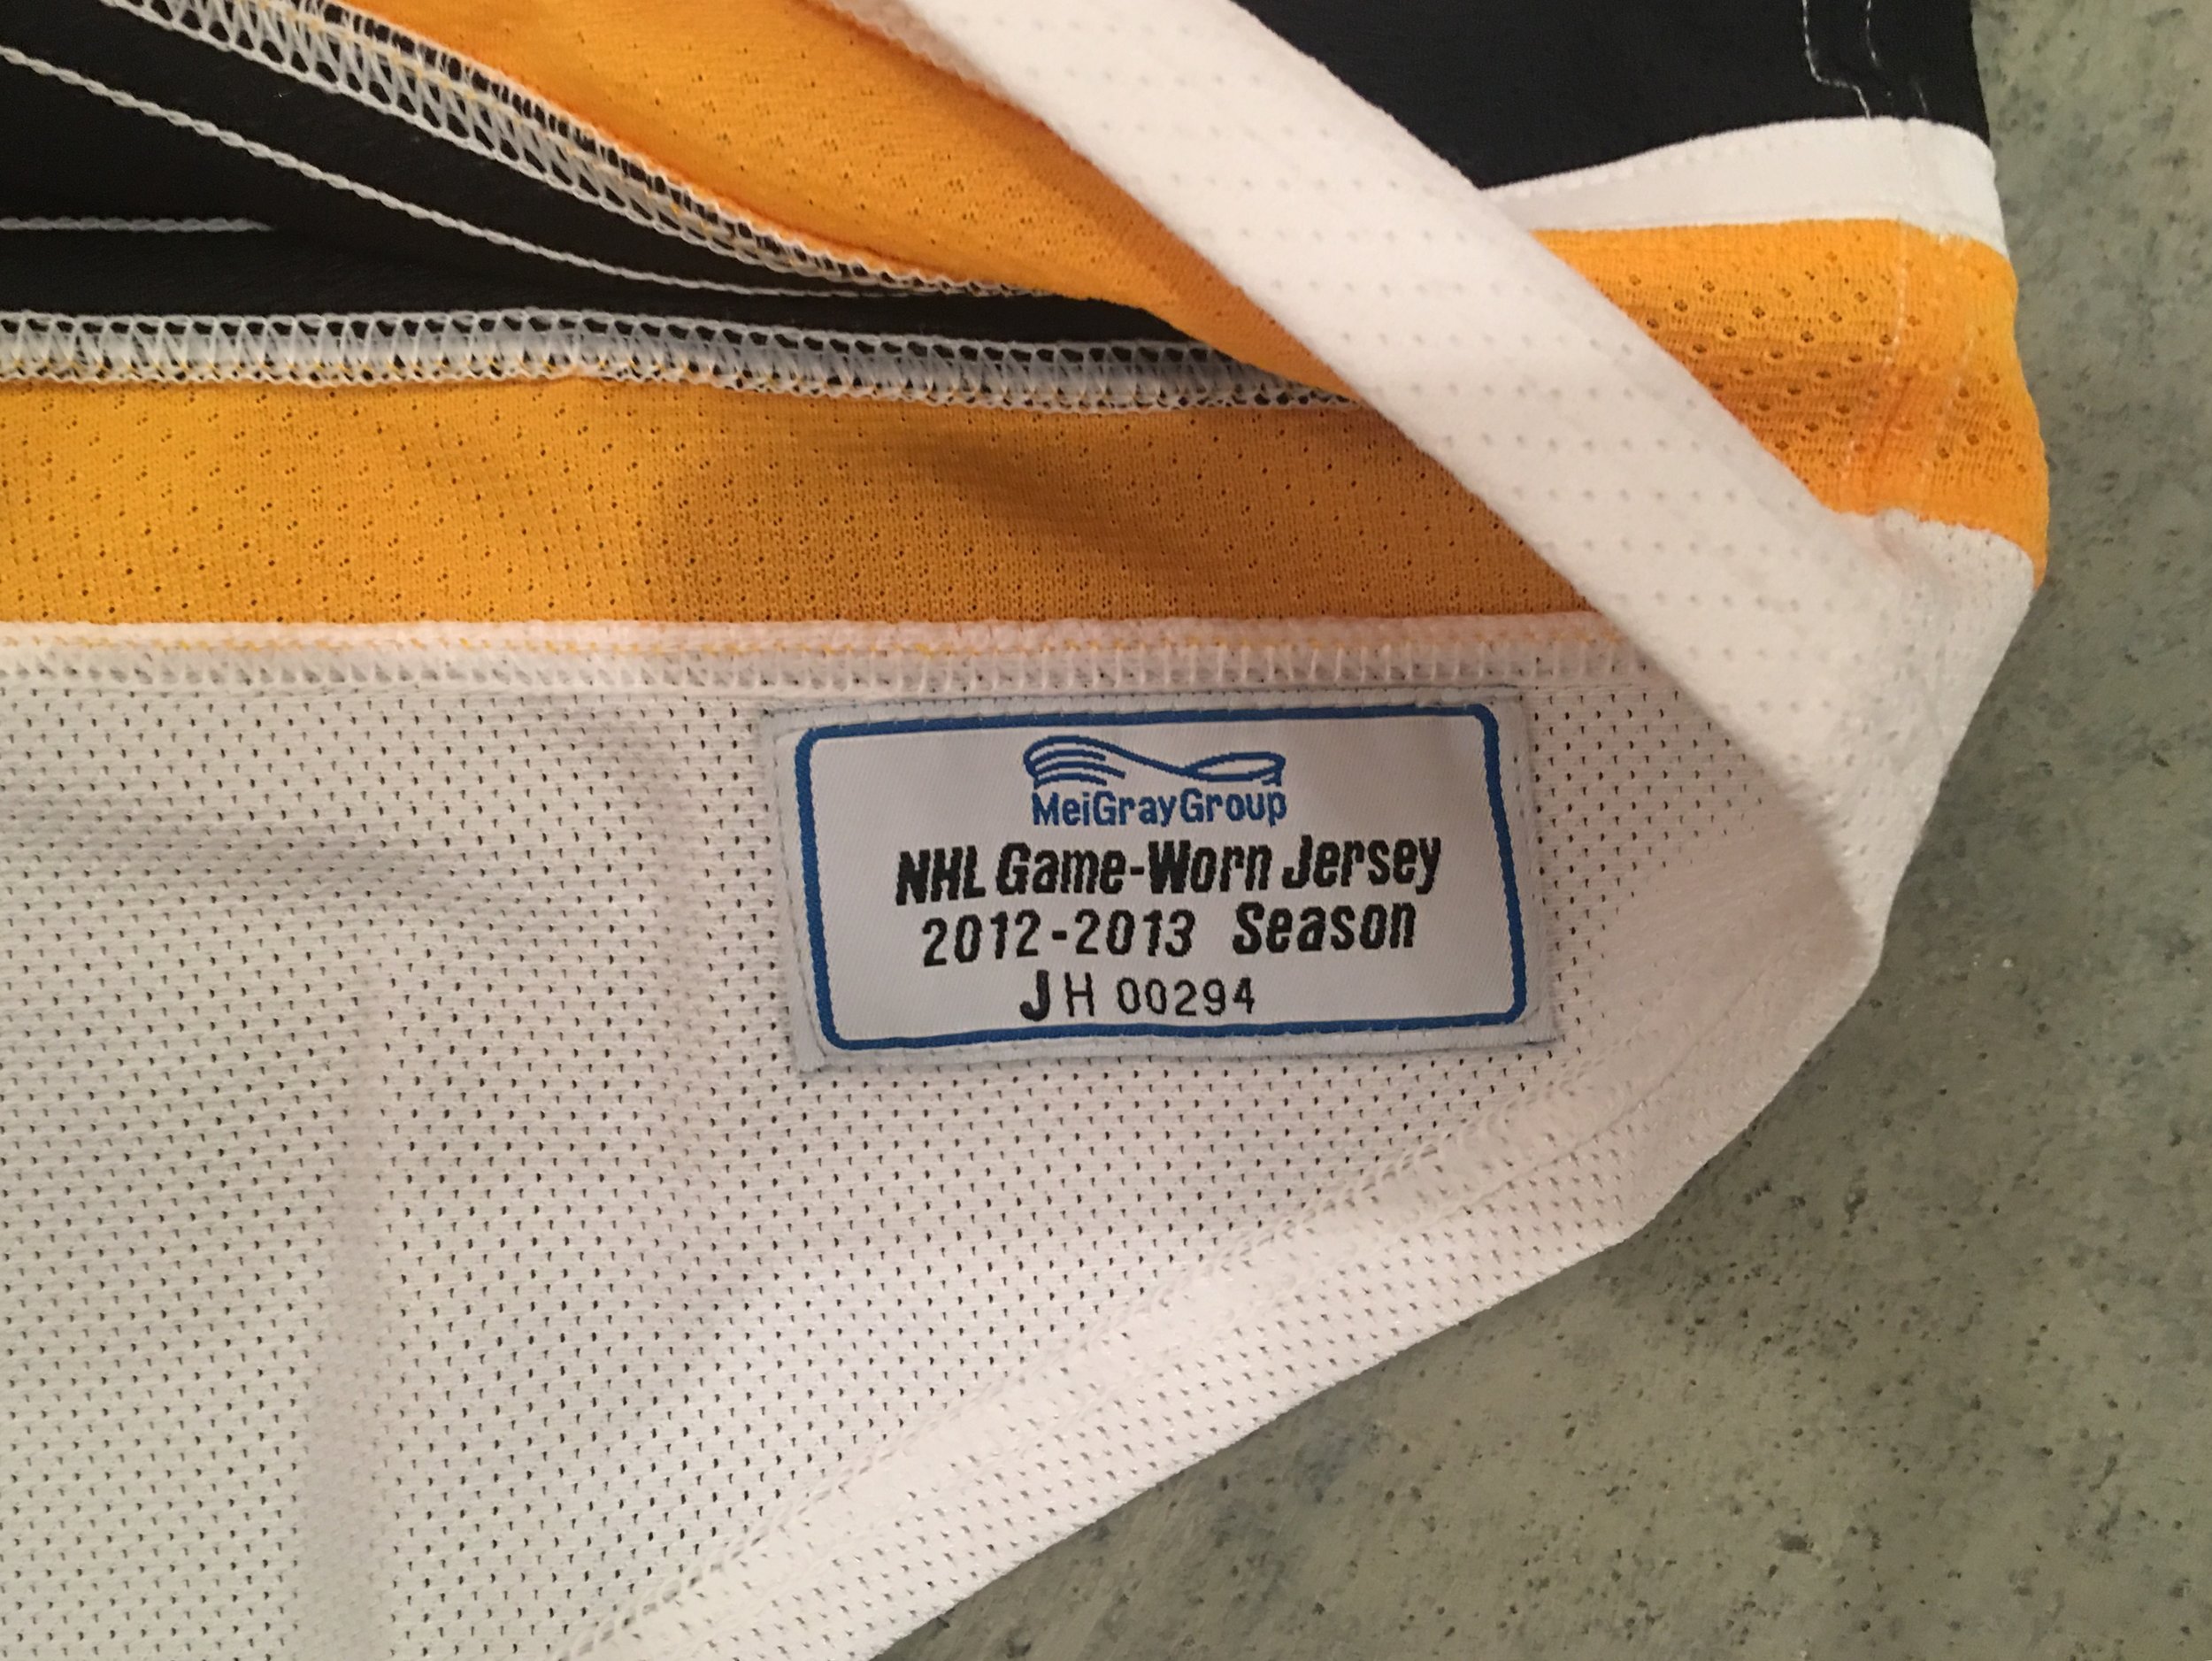 MeiGrayGroup
NHL Game-Worn Jersey
2012-2013 Season
JH 00294